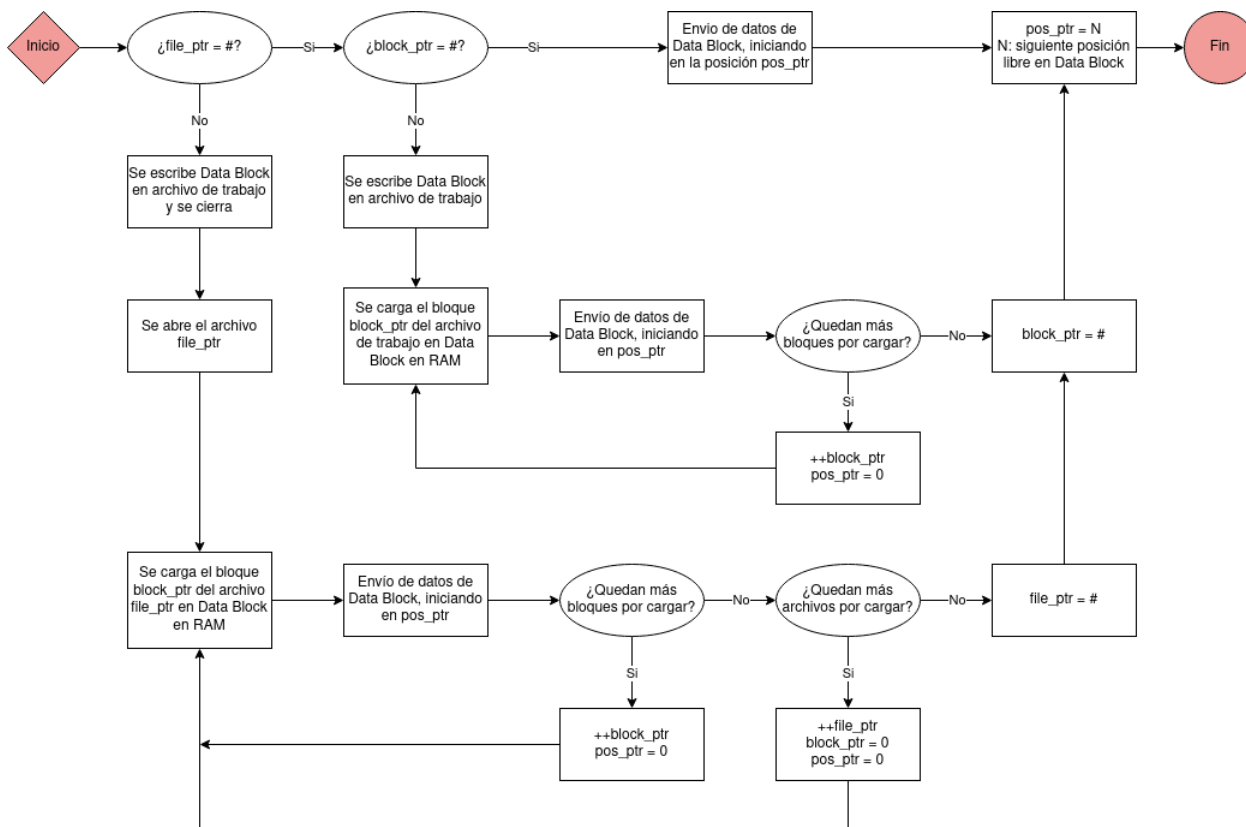 Inicio
¿file_ptr = #?
Si
¿block_ptr = #?
Si
Envio de datos de
Data Block, iniciando
en la posición pos_ptr
pos_ptr = N
N: siguiente posición
libre en Data Block
Fin
No
No
Se escribe Data Block
en archivo de trabajo
y se cierra
Se escribe Data Block
en archivo de trabajo
Se abre el archivo
file_ptr
Se carga el bloque
block_ptr del archivo
de trabajo en Data
Block en RAM
Envío de datos de
Data Block, iniciando
en pos_ptr
¿Quedan más
bloques por cargar?
No
block_ptr = #
Si
++block_ptr
pos_ptr = 0
Se carga el bloque
block_ptr del archivo
file_ptr en Data Block
en RAM
Envío de datos de
Data Block, iniciando
en pos_ptr
¿Quedan más
bloques por cargar?
No
¿Quedan más
archivos por cargar?
No
file_ptr = #
Si
Si
++block_ptr
pos_ptr = 0
++file_ptr
block_ptr = 0
pos_ptr = 0